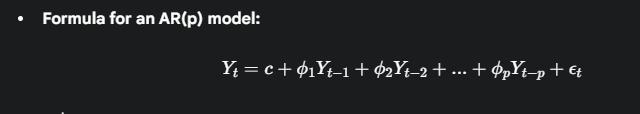 • Formula for an AR(p) model:
Yₜ = c + ϕ₁Yₜ₋₁ + ϕ₂Yₜ₋₂ + ... + ϕₚYₜ₋ₚ + ϵₜ